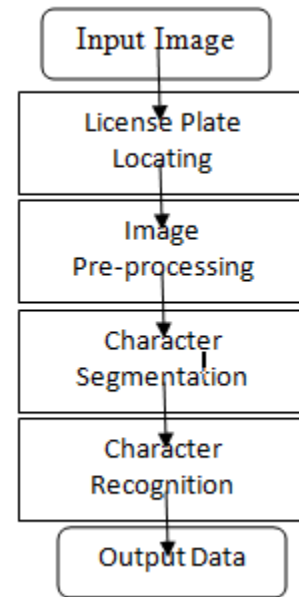 Input Image
License Plate
Locating
Image
Pre-processing
Character
Segmentation
Character
Recognition
Output Data